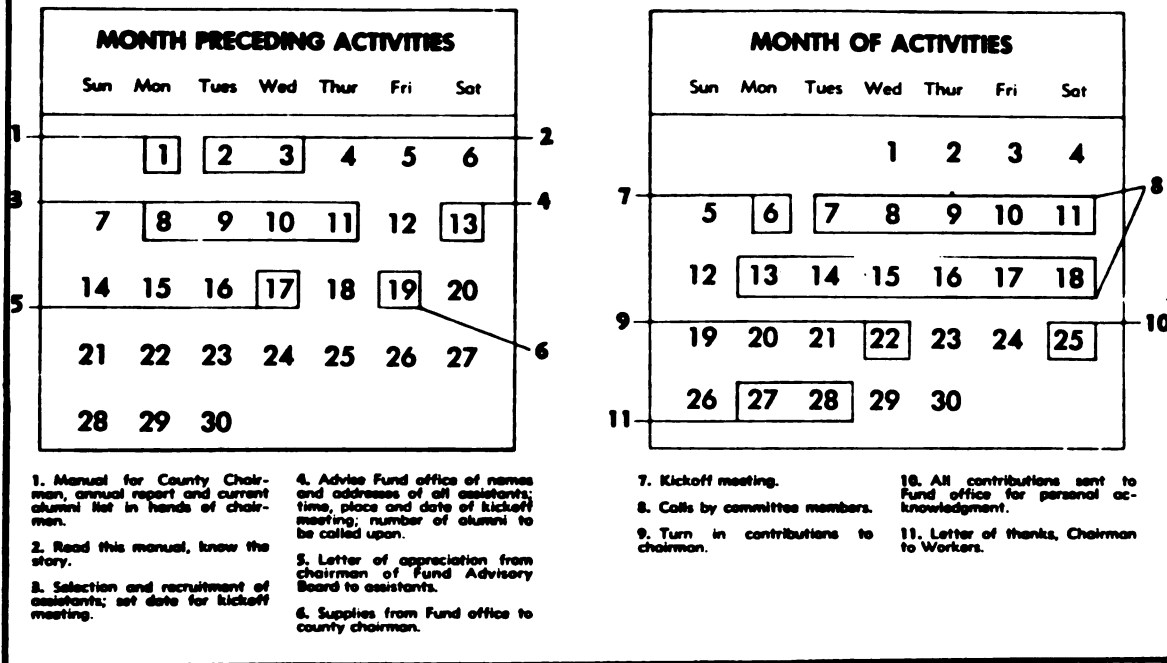 MONTH PRECEDING ACTIVITIES
Sun Mon Tues Wed Thur Fri Sat
1 2
1 2 3 4 5 6
3 4
7 8 9 10 11 12 13
14 15 16 17 18 19 20
5
21 22 23 24 25 26 27
6
28 29 30
1. Manual for County Chair-
man, annual report and current
alumni list in hands of chair-
men.
2. Read this manual, know the
story.
3. Selection and recruitment of
assistants; set date for kickoff
meeting.
4. Advise Fund office of names
and addresses of all assistants;
time, place and date of kickoff
meeting; number of alumni to
be called upon.
5. Letter of appreciation from
chairman of Fund Advisory
Board to assistants.
6. Supplies from Fund office to
county chairman.
MONTH OF ACTIVITIES
Sun Mon Tues Wed Thur Fri Sat
1 2 3 4
7 8
5 6 7 8 9 10 11
12 13 14 15 16 17 18
9 10
19 20 21 22 23 24 25
26 27 28 29 30
11
7. Kickoff meeting.
8. Calls by committee members.
9. Turn in contributions to
chairman.
10. All contributions sent to
Fund office for personal ac-
knowledgment.
11. Letter of thanks, Chairman
to Workers.